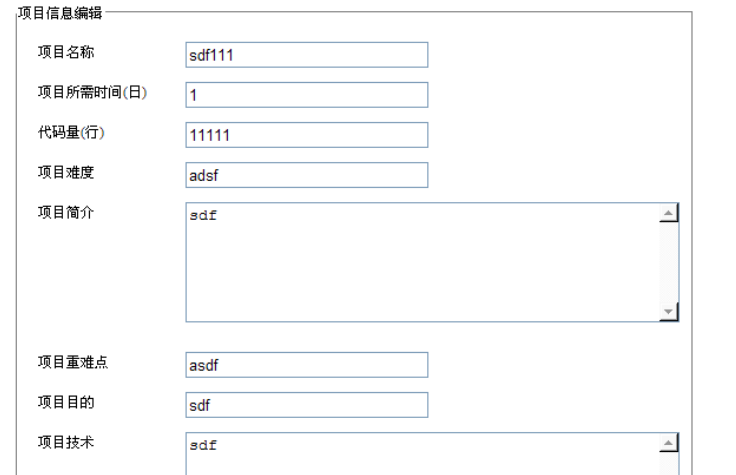 项目信息编辑
项目名称 sdf111
项目所需时间(日) 1
代码量(行) 11111
项目难度 adsf
项目简介 sdf
项目重难点 asdf
项目目的 sdf
项目技术 sdf